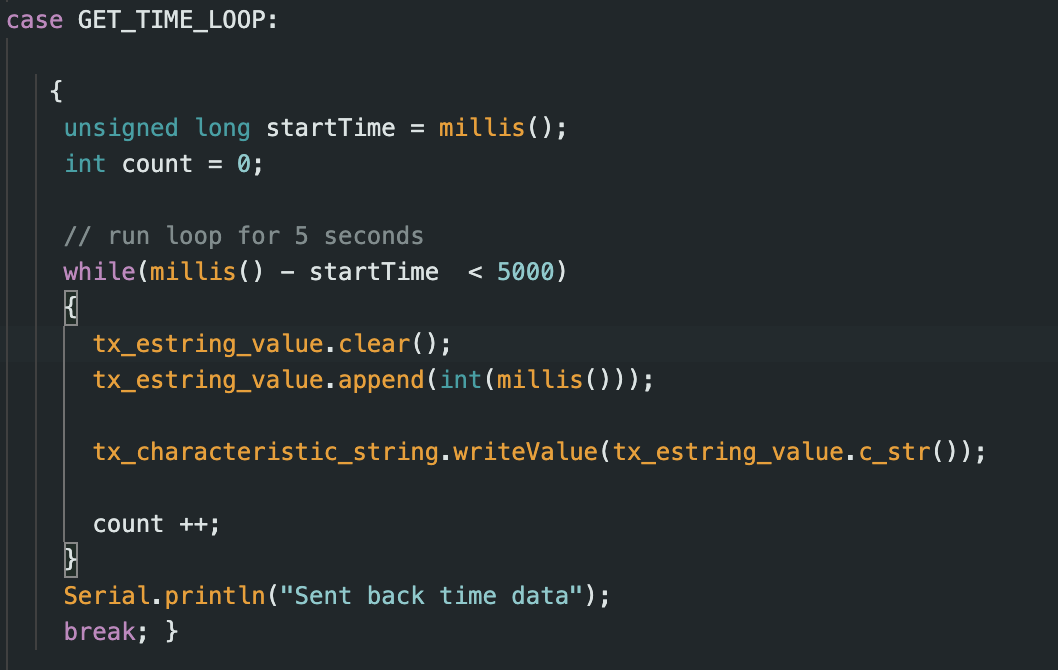 case GET_TIME_LOOP:
{
unsigned long startTime = millis();
int count = 0;
// run loop for 5 seconds
while(millis() - startTime  < 5000)
{
tx_estring_value.clear();
tx_estring_value.append(int(millis()));
tx_characteristic_string.writeValue(tx_estring_value.c_str());
count ++;
}
Serial.println("Sent back time data");
break; }